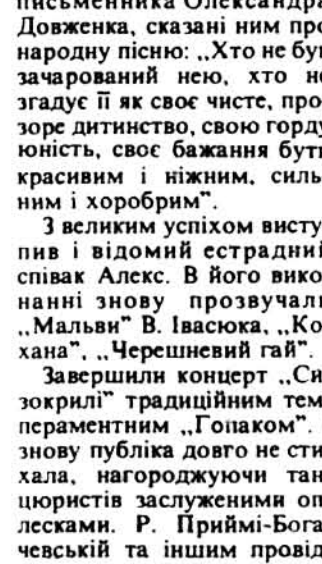 письменника Олександра
Довженка, сказані ним про
народну пісню: „Хто не був
зачарований нею, хто не
згадує її як своє чисте, про-
зоре дитинство, свою горду
юність, своє бажання бути
красивим і ніжним, силь-
ним і хоробрим".
З великим успіхом висту-
пив і відомий естрадний
співак Алекс. В його вико-
нанні знову прозвучали
„Мальви" В. Івасюка, „Ко-
хана", „Черешневий гай".
Завершили концерт „Си-
зокрилі" традиційним тем-
пераментним „Гопаком".
знову публіка довго не сти-
хала, нагороджуючи тан-
цюристів заслуженими оп-
лесками. Р. Приймі-Бога-
чевській та іншим провід-